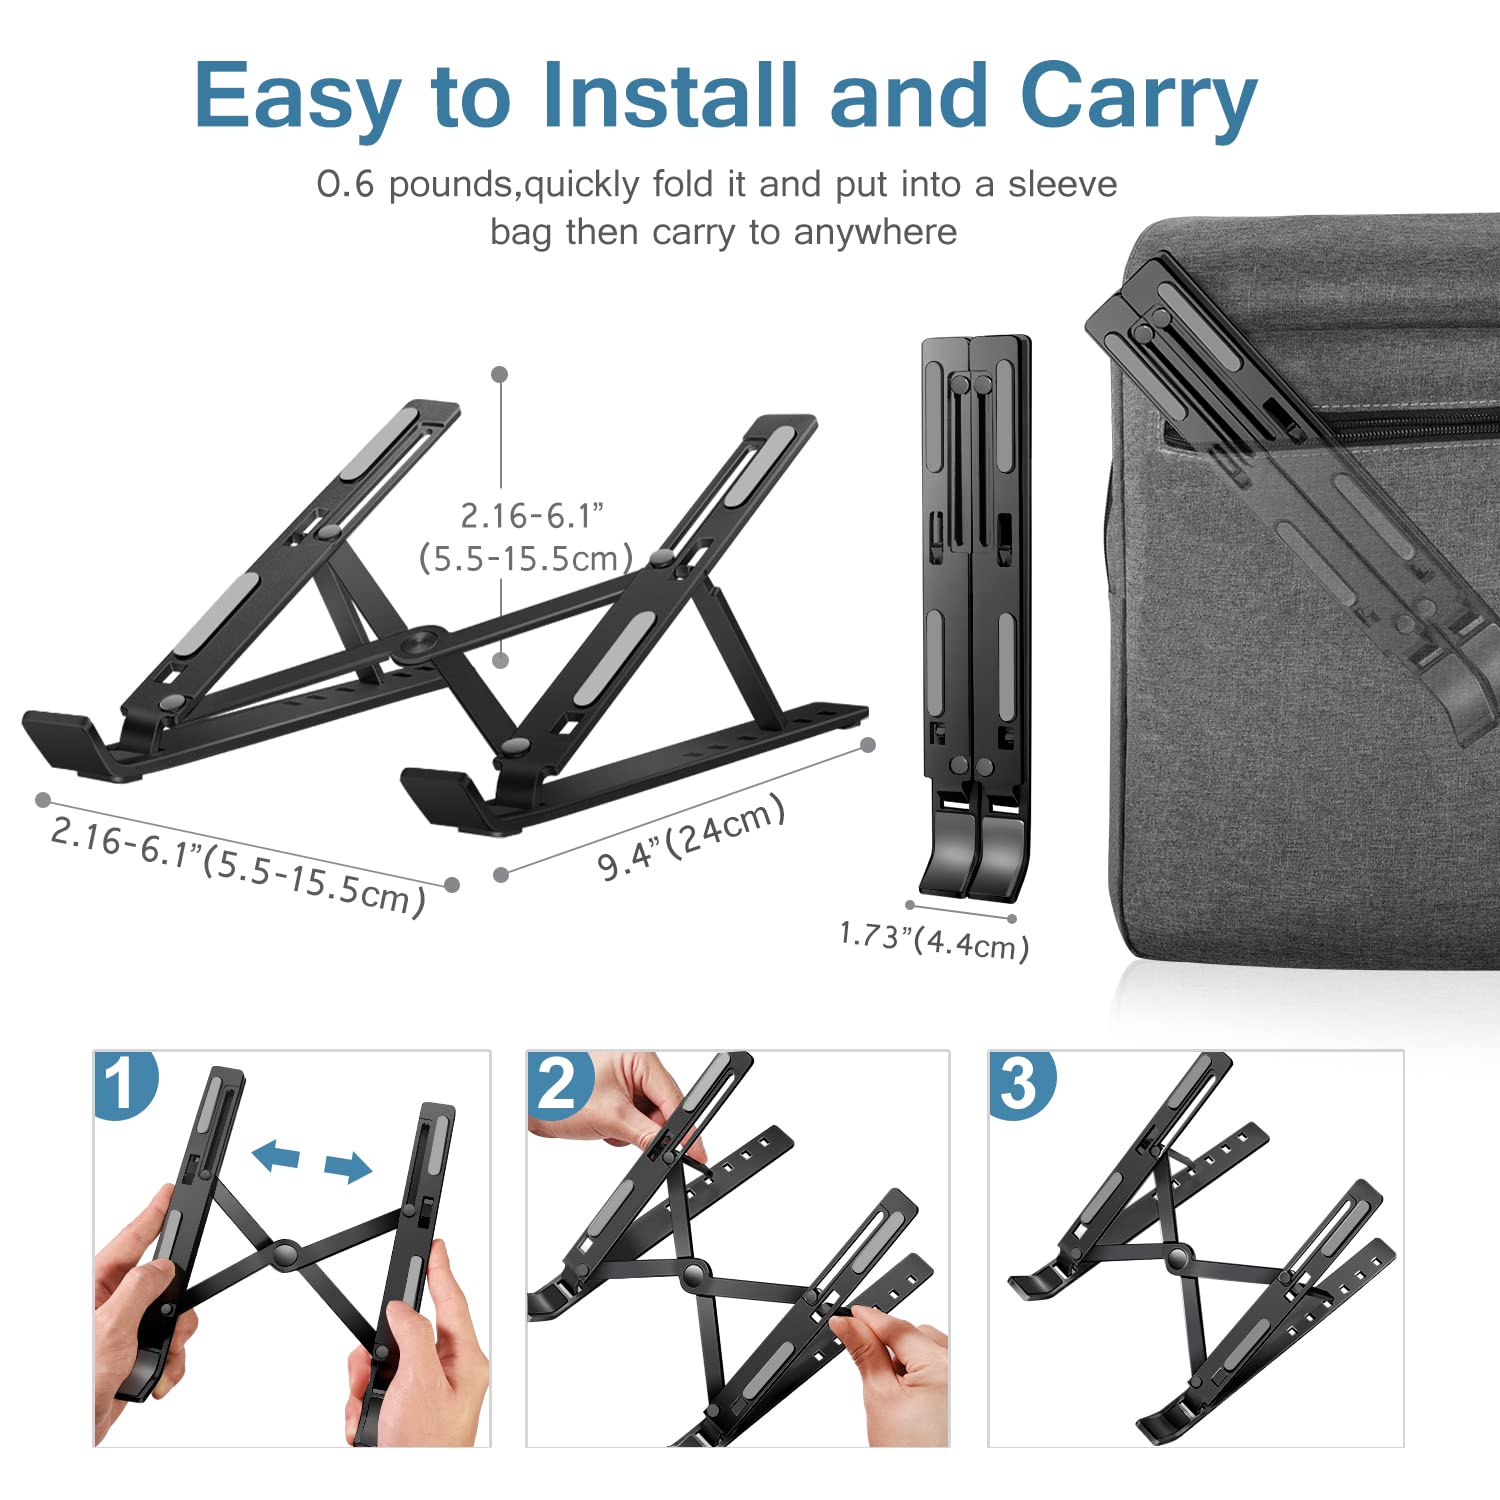 Easy to Install and Carry
0.6 pounds,quickly fold it and put into a sleeve
bag then carry to anywhere
2.16-6.1”
(5.5-15.5cm)
2.16-6.1”(5.5-15.5cm)
9.4”(24cm)
1.73”(4.4cm)
1
2
3